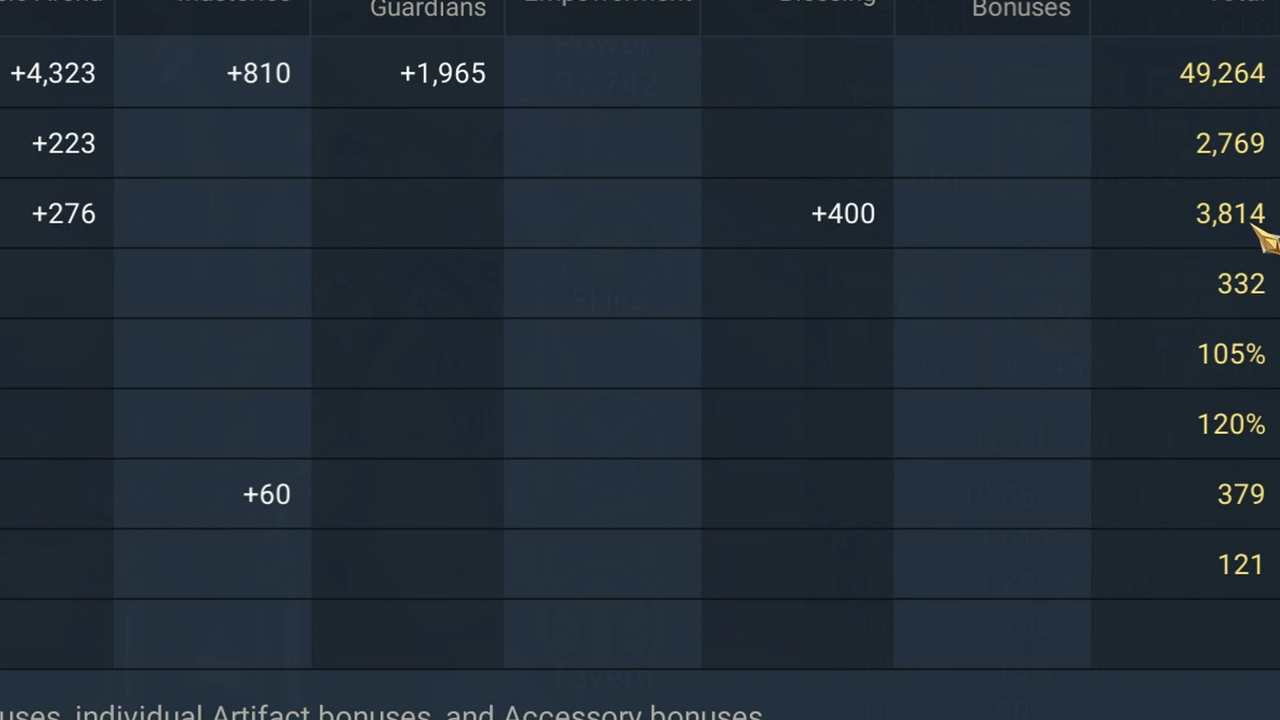 Guardians Bonuses
+4,323 +810 +1,965 49,264
+223 2,769
+276 +400 3,814
332
105%
120%
+60 379
121
individual Artifact bonuses, and Accessory bonuses